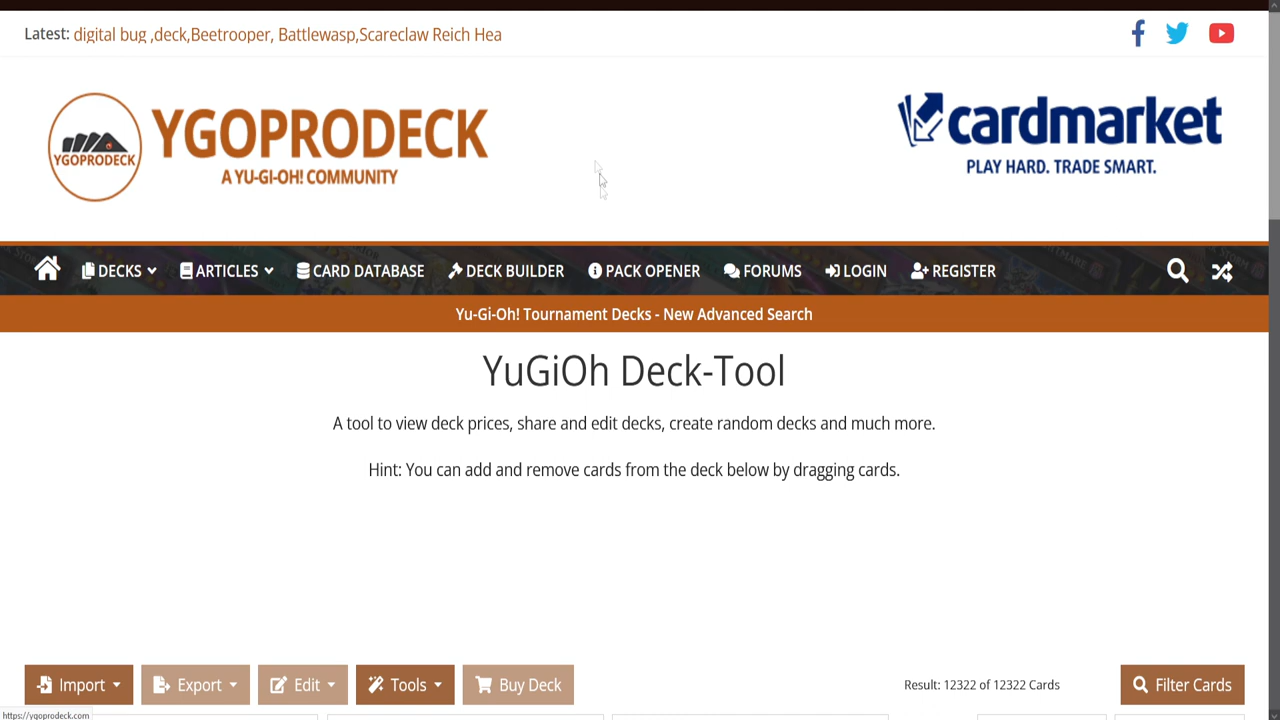 Latest: digital bug ,deck,Beetrooper, Battlewasp,Scareclaw Reich Hea
YGOPRODECK
YGOPRODECK
A YU-GI-OH! COMMUNITY
cardmarket
PLAY HARD. TRADE SMART.
DECKS ARTICLES CARD DATABASE DECK BUILDER PACK OPENER FORUMS LOGIN REGISTER
Yu-Gi-Oh! Tournament Decks - New Advanced Search
YuGiOh Deck-Tool
A tool to view deck prices, share and edit decks, create random decks and much more.
Hint: You can add and remove cards from the deck below by dragging cards.
Import Export Edit Tools Buy Deck Result: 12322 of 12322 Cards Filter Cards
https://ygoprodeck.com